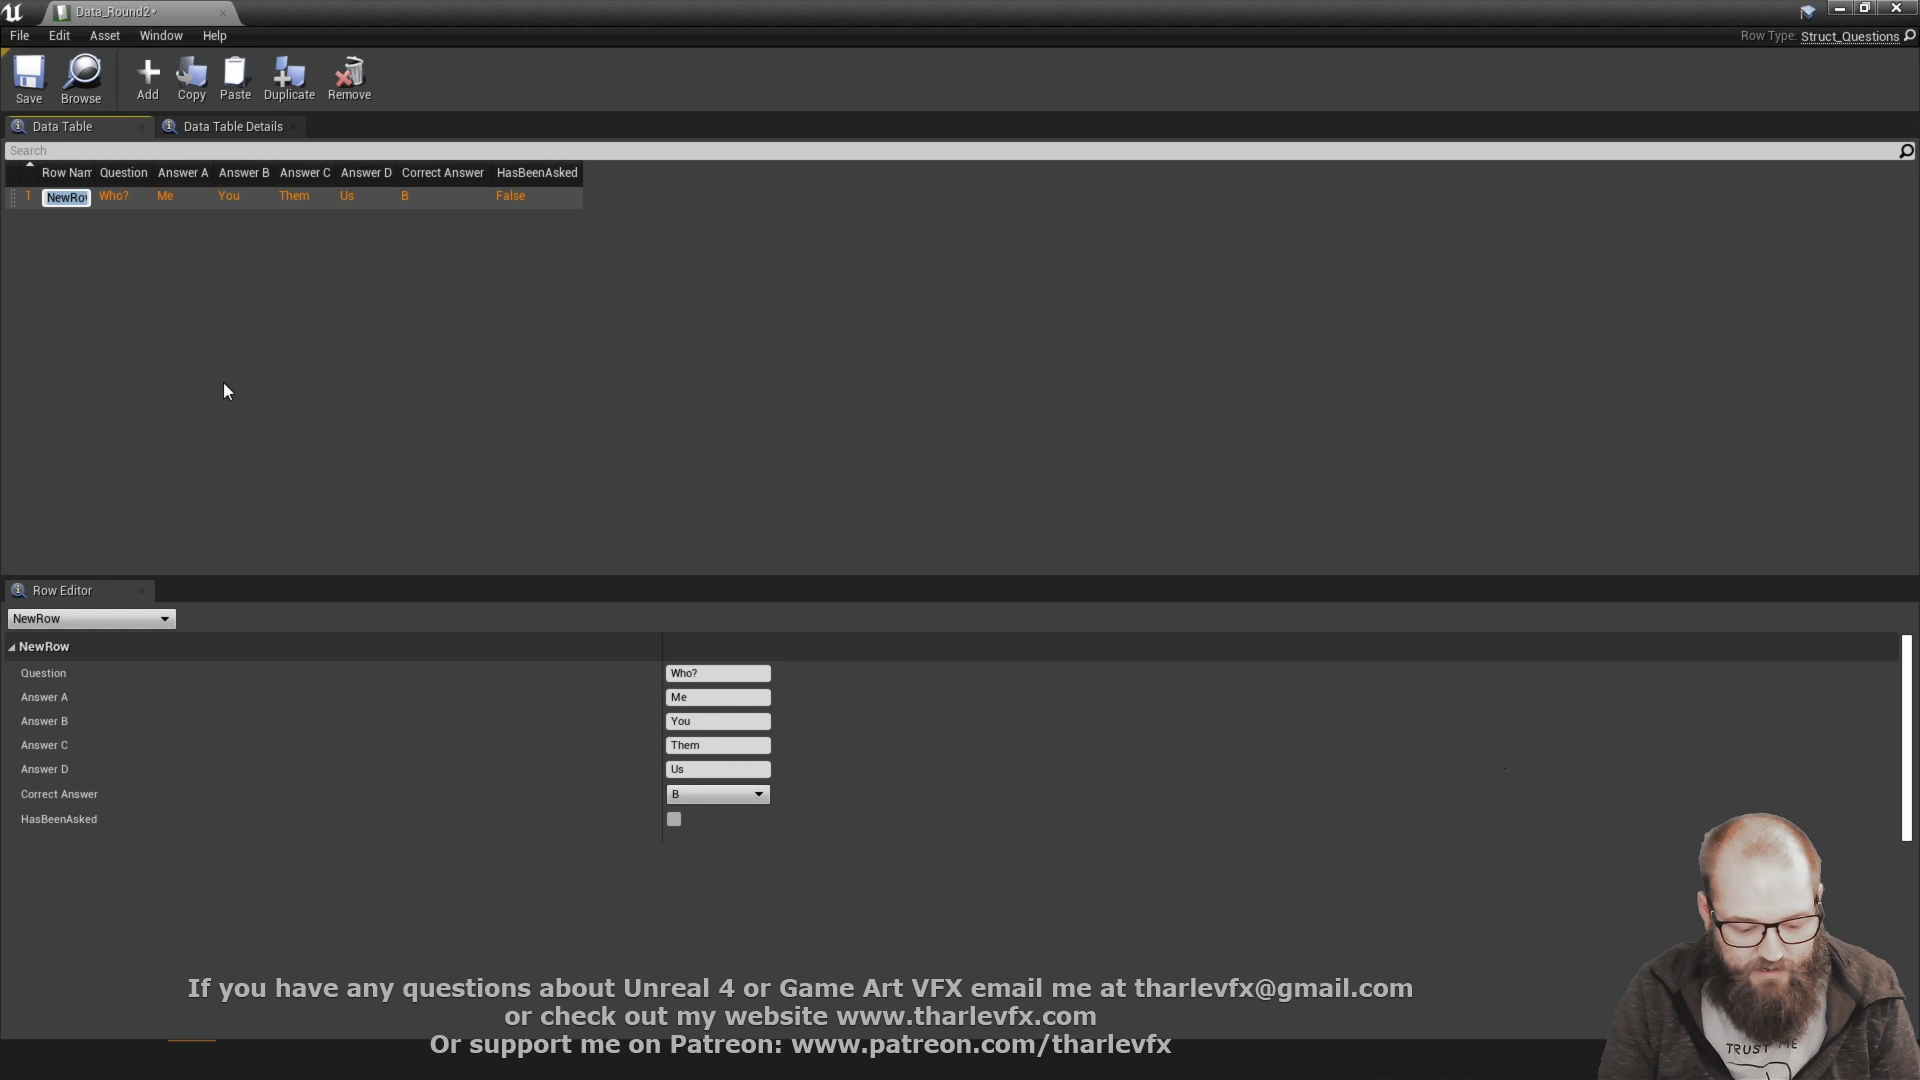 Data_Round2*
File Edit Asset Window Help
Row Type: Struct_Questions
Save Browse Add Copy Paste Duplicate Remove
Data Table Data Table Details
Search
Row Nam Question Answer A Answer B Answer C Answer D Correct Answer HasBeenAsked
1 NewRo Who? Me You Them Us B False
Row Editor
NewRow
NewRow
Question Who?
Answer A Me
Answer B You
Answer C Them
Answer D Us
Correct Answer B
HasBeenAsked
If you have any questions about Unreal 4 or Game Art VFX email me at tharlevfx@gmail.com
or check out my website www.tharlevfx.com
Or support me on Patreon: www.patreon.com/tharlevfx
TRUST ME